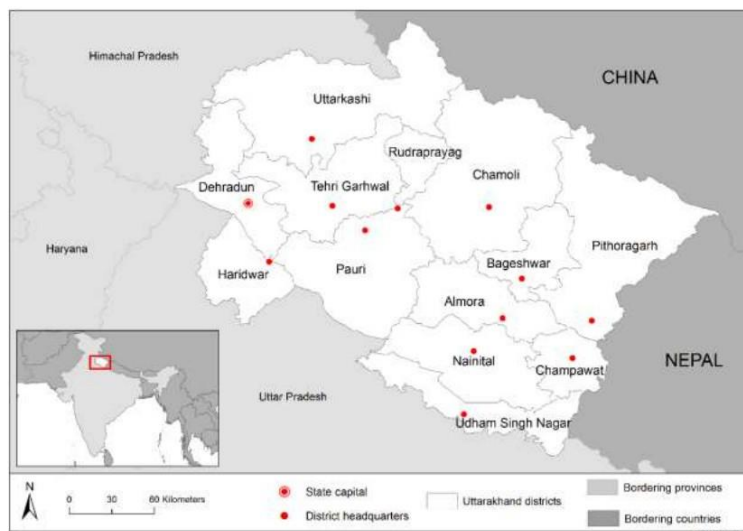 Himachal Pradesh
CHINA
Uttarkashi
Rudraprayag
Chamoli
Dehradun
Tehri Garhwal
Haryana
Pithoragarh
Bageshwar
Haridwar
Pauri
Almora
NEPAL
Nainital
Champawat
Uttar Pradesh
Udham Singh Nagar
N
0 30 60 Kilometers
State capital
District headquarters
Uttarakhand districts
Bordering provinces
Bordering countries